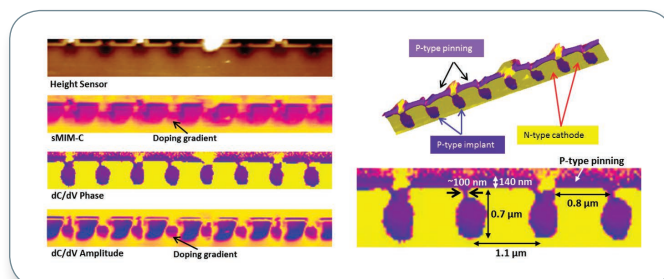 Height Sensor
sMIM-C
Doping gradient
dC/dV Phase
dC/dV Amplitude
Doping gradient
P-type pinning
P-type implant
N-type cathode
P-type pinning
~100 nm
140 nm
0.7 µm
0.8 µm
1.1 µm